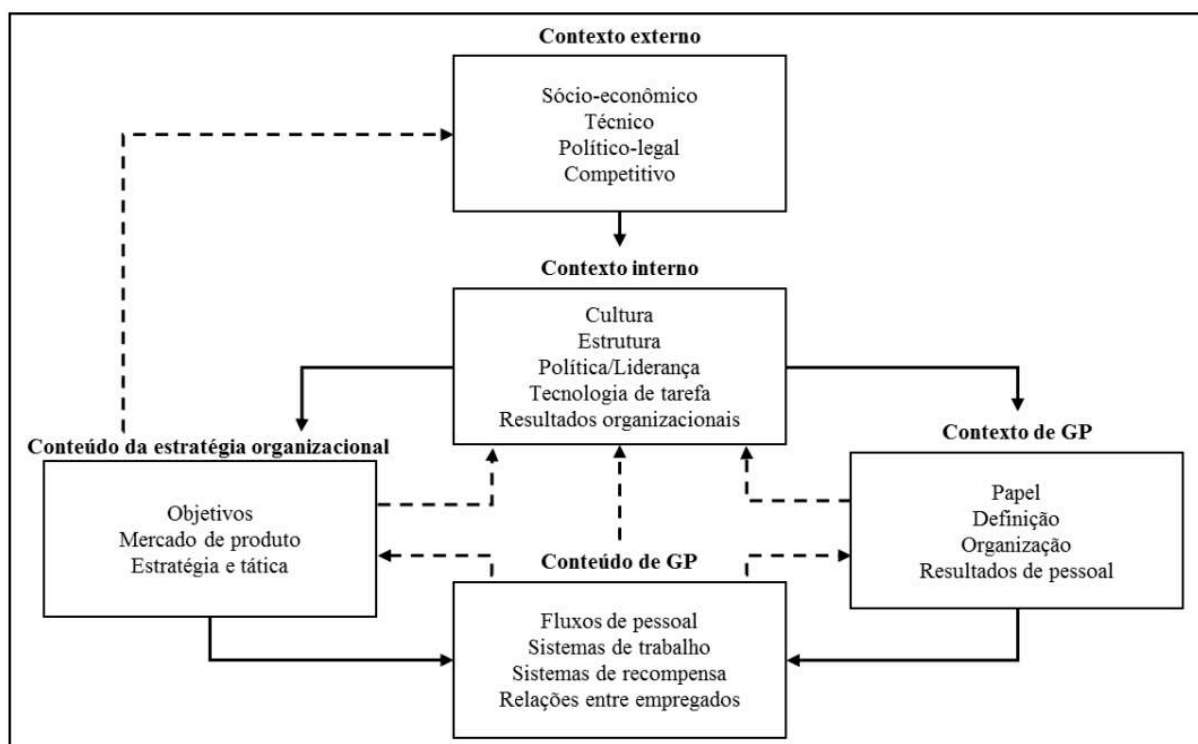 Contexto externo
Sócio-econômico
Técnico
Político-legal
Competitivo
Contexto interno
Cultura
Estrutura
Política/Liderança
Tecnologia de tarefa
Resultados organizacionais
Conteúdo da estratégia organizacional
Objetivos
Mercado de produto
Estratégia e tática
Contexto de GP
Papel
Definição
Organização
Resultados de pessoal
Conteúdo de GP
Fluxos de pessoal
Sistemas de trabalho
Sistemas de recompensa
Relações entre empregados